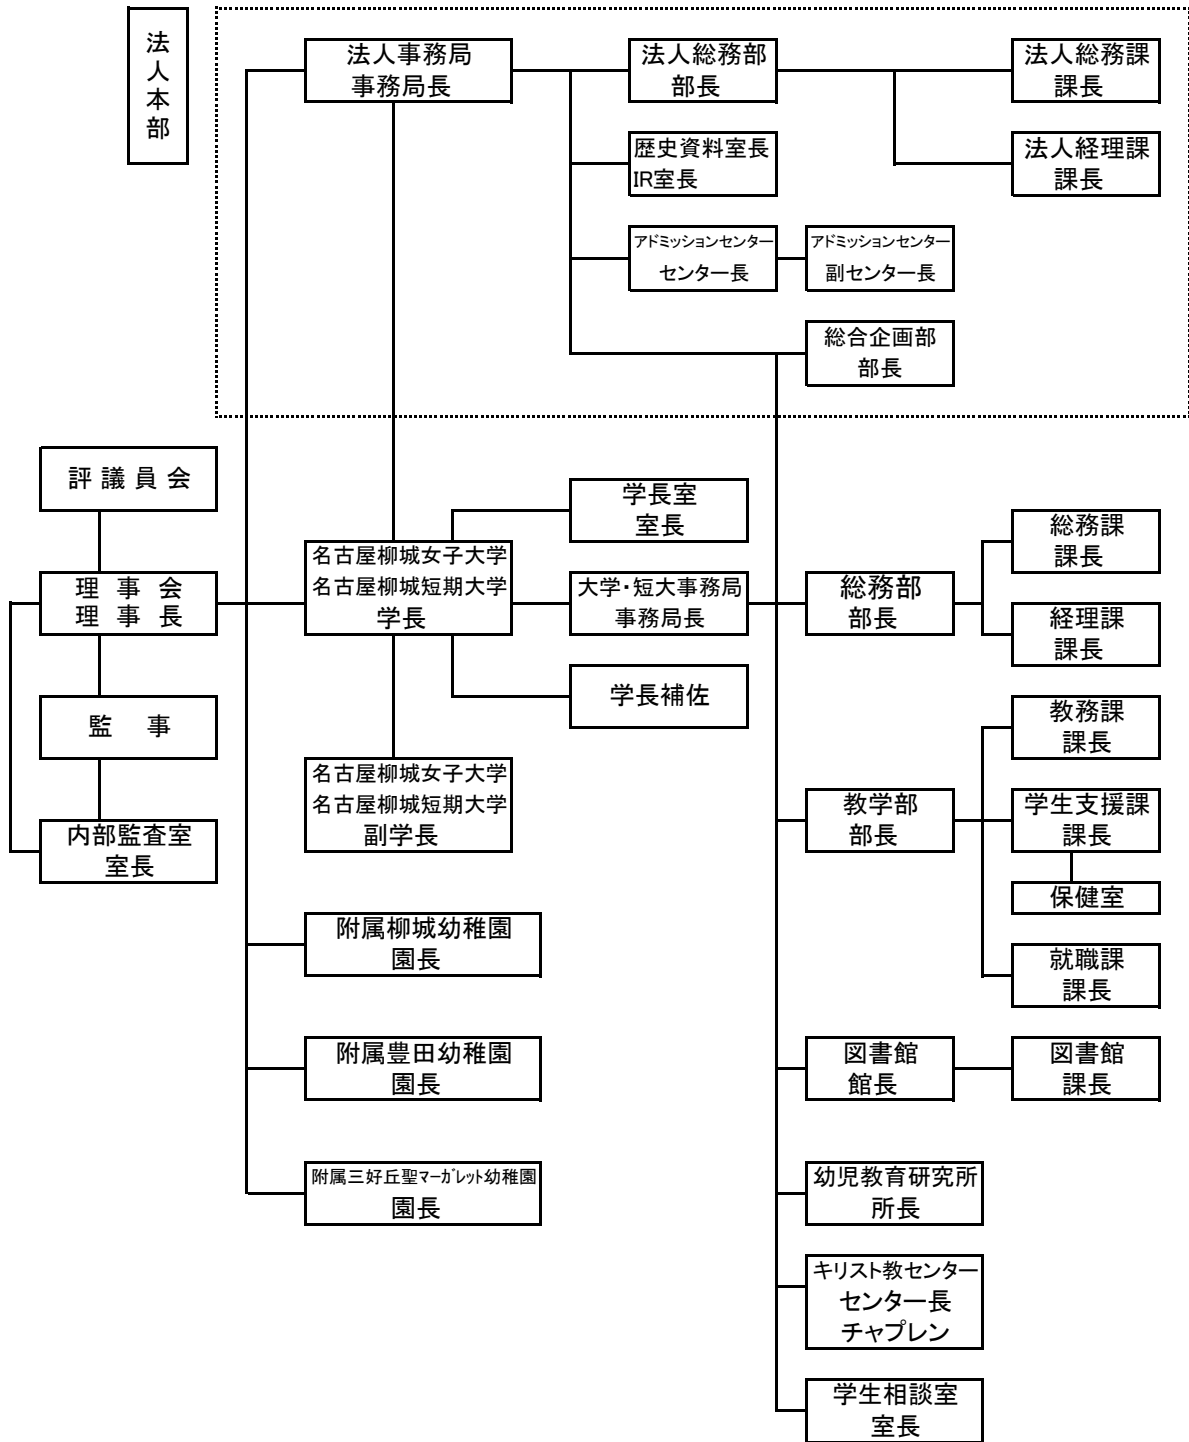 法人本部
法人事務局
事務局長
法人総務部
部長
法人総務課
課長
歴史資料室長
IR室長
法人経理課
課長
アドミッションセンター
センター長
アドミッションセンター
副センター長
総合企画部
部長
評 議 員 会
理 事 会
理 事 長
監 事
内部監査室
室長
名古屋柳城女子大学
名古屋柳城短期大学
学長
学長室
室長
大学・短大事務局
事務局長
学長補佐
名古屋柳城女子大学
名古屋柳城短期大学
副学長
総務部
部長
総務課
課長
経理課
課長
教学部
部長
教務課
課長
学生支援課
課長
保健室
就職課
課長
附属柳城幼稚園
園長
附属豊田幼稚園
園長
附属三好丘聖マーガレット幼稚園
園長
図書館
館長
図書館
課長
幼児教育研究所
所長
キリスト教センター
センター長
チャプレン
学生相談室
室長